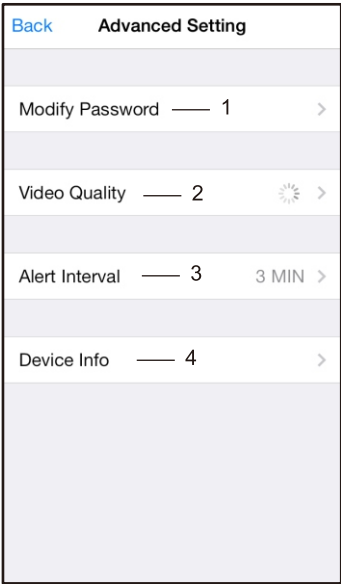 Back Advanced Setting
Modify Password 1
Video Quality 2
Alert Interval 3 3 MIN
Device Info 4